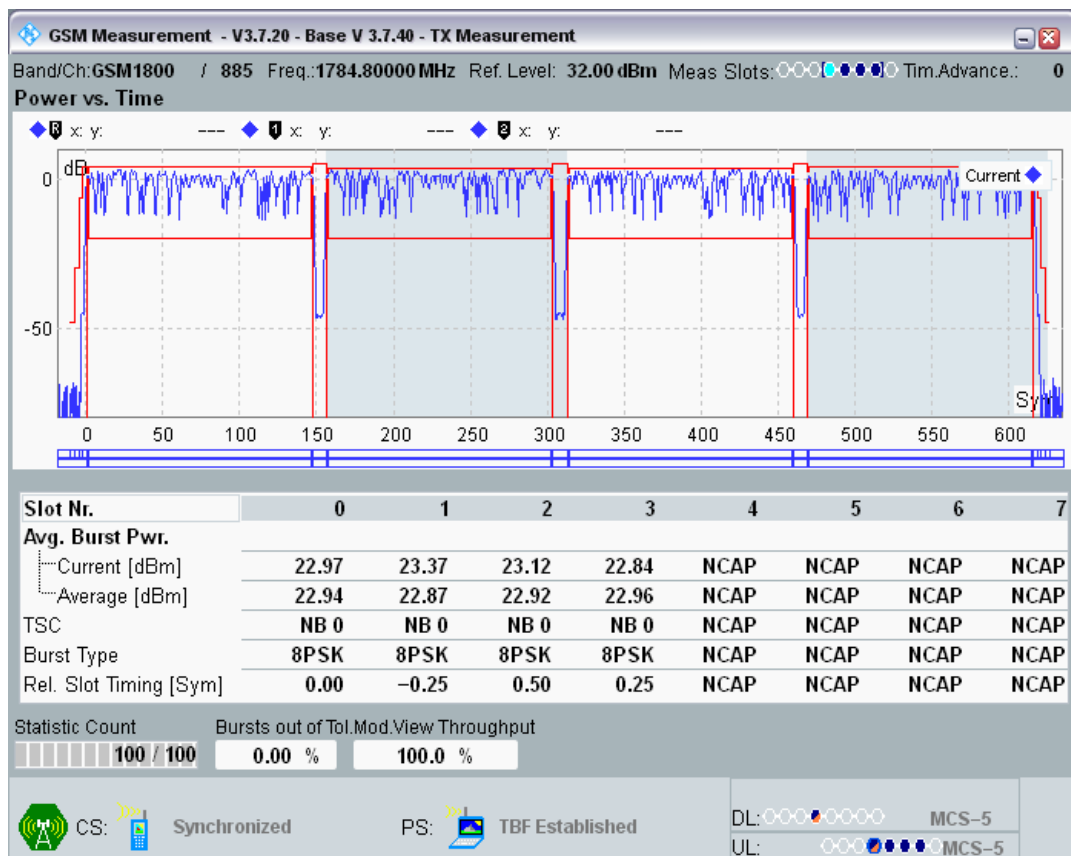 GSM Measurement - V3.7.20 - Base V 3.7.40 - TX Measurement
Band/Ch:GSM1800 / 885 Freq.:1784.80000 MHz Ref. Level: 32.00 dBm Meas Slots: Tim.Advance.: 0
Power vs. Time
R x: y: --- 1 x: y: --- 2 x: y: ---
dB
Current
0
-50
Sym
0 50 100 150 200 250 300 350 400 450 500 550 600
Slot Nr. 0 1 2 3 4 5 6 7
Avg. Burst Pwr.
Current [dBm] 22.97 23.37 23.12 22.84 NCAP NCAP NCAP NCAP
Average [dBm] 22.94 22.87 22.92 22.96 NCAP NCAP NCAP NCAP
TSC NB 0 NB 0 NB 0 NB 0 NCAP NCAP NCAP NCAP
Burst Type 8PSK 8PSK 8PSK 8PSK NCAP NCAP NCAP NCAP
Rel. Slot Timing [Sym] 0.00 −0.25 0.50 0.25 NCAP NCAP NCAP NCAP
Statistic Count Bursts out of Tol.Mod.View Throughput
100 / 100 0.00 % 100.0 %
CS: Synchronized PS: TBF Established DL: MCS−5
UL: MCS−5